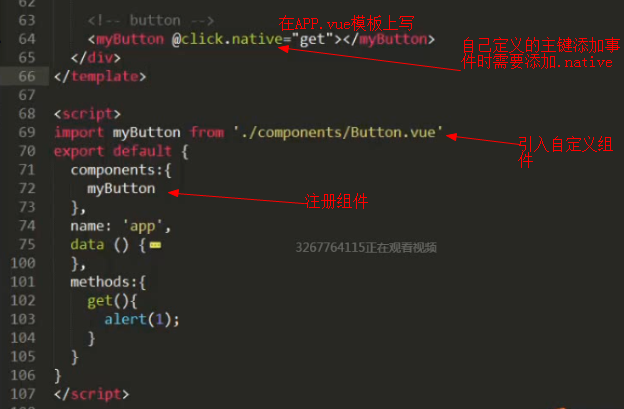 62
63 <!-- button --> 在APP.vue模板上写
64 <myButton @click.native="get"></myButton>
自己定义的主键添加事
件时需要添加.native
65 </div>
66 </template>
67
68 <script>
69 import myButton from './components/Button.vue'
引入自定义组
件
70 export default {
71 components:{
72 myButton
注册组件
73 },
74 name: 'app',
75 data () {
3267764115正在观看视频
100 },
101 methods:{
102 get(){
103 alert(1);
104 }
105 }
106 }
107 </script>
108